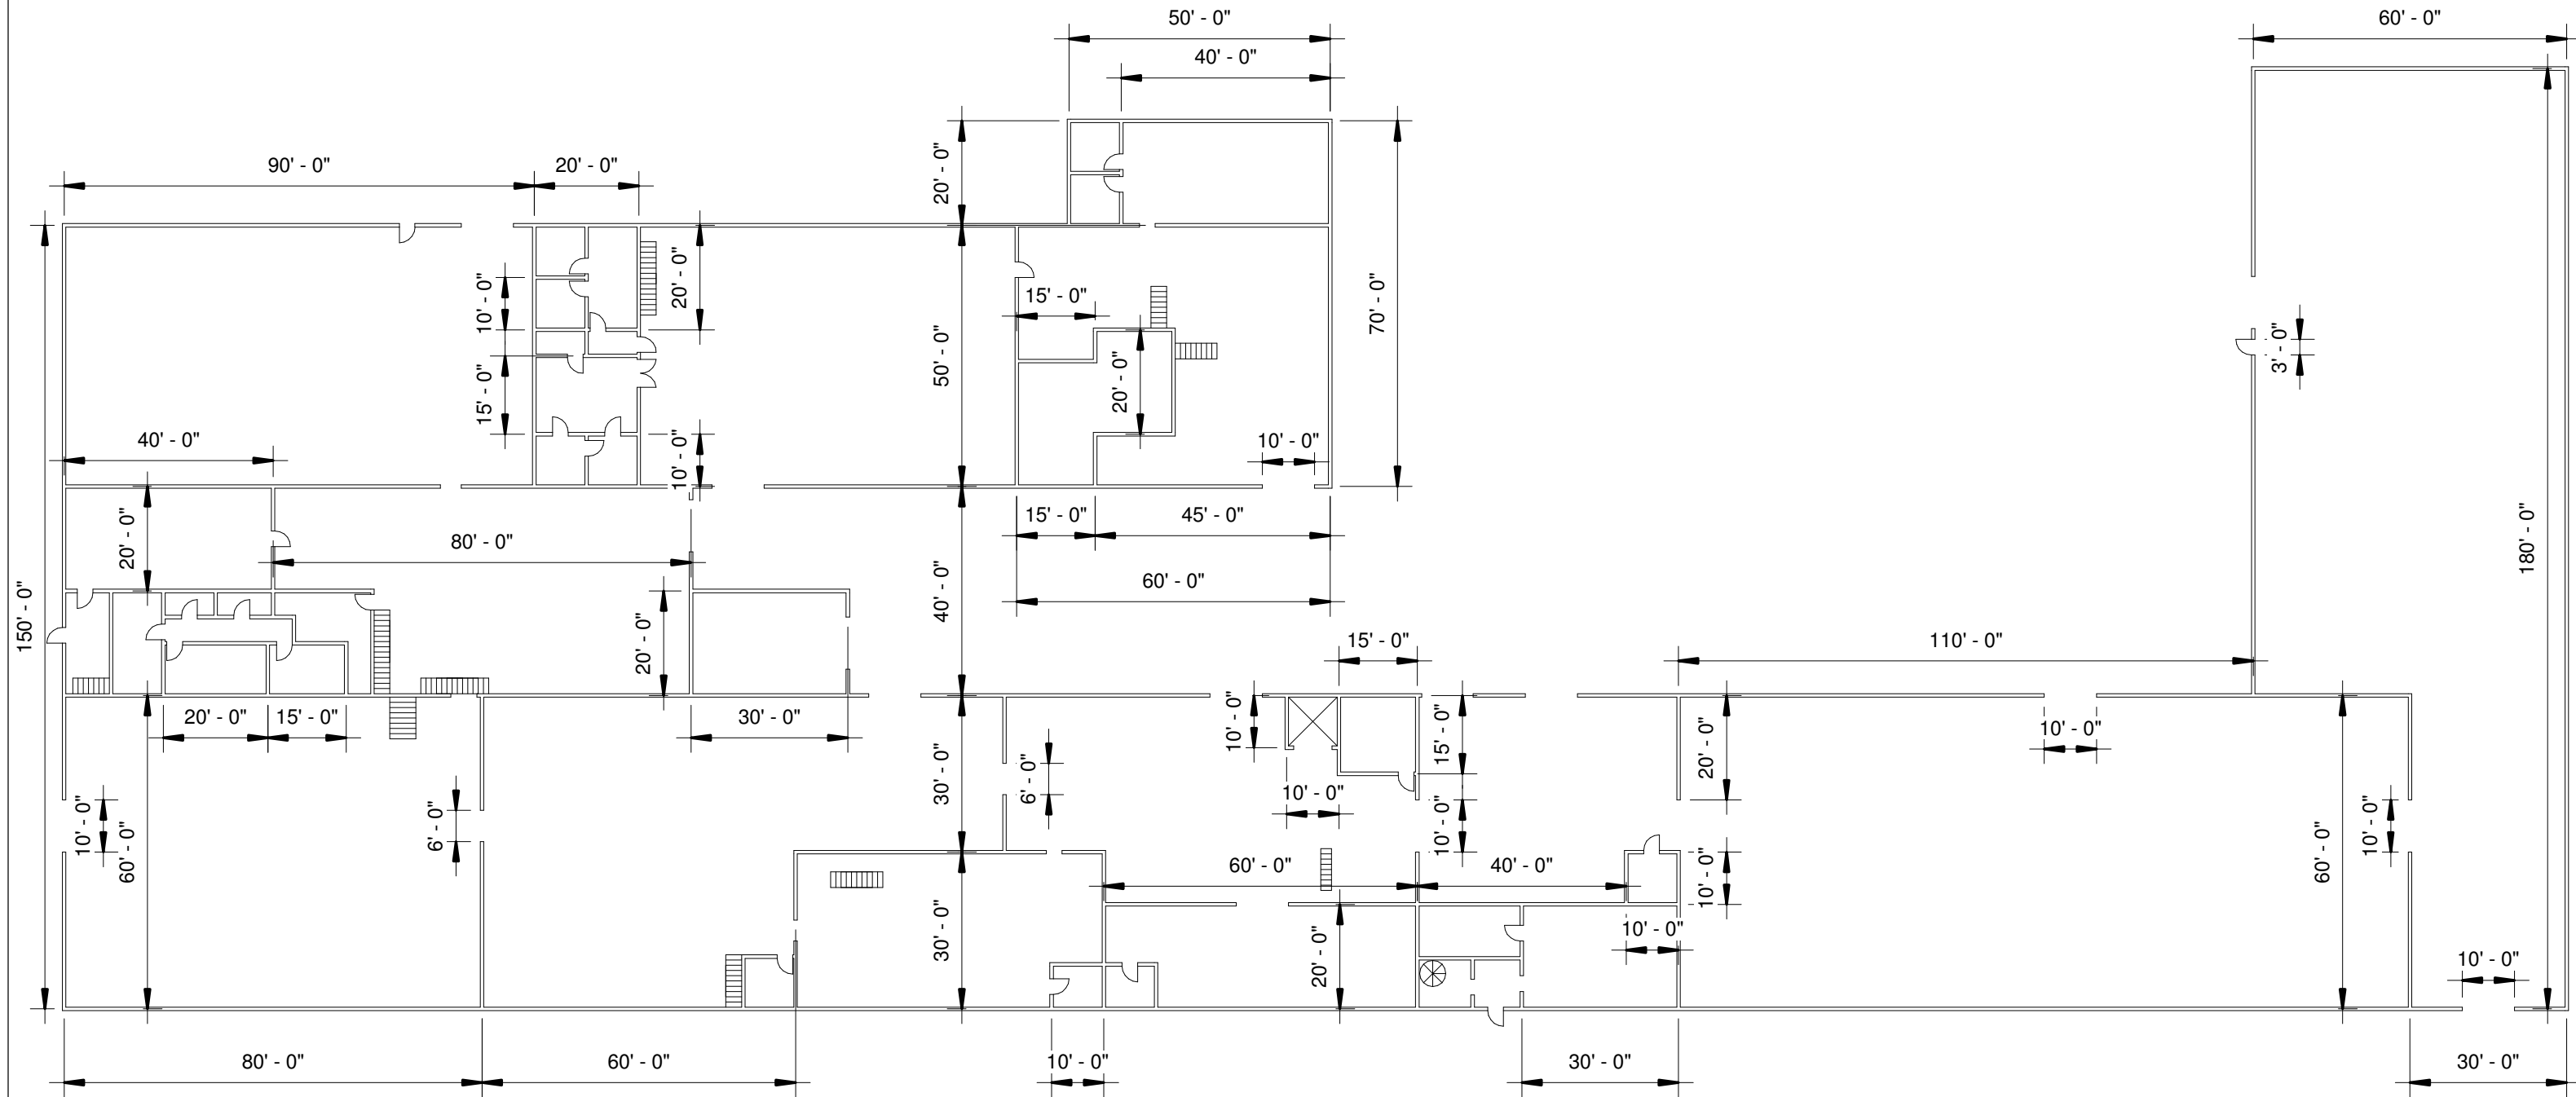 50' - 0"
60' - 0"
40' - 0"
90' - 0"
20' - 0"
20' - 0"
20' - 0"
10' - 0"
15' - 0"
50' - 0"
70' - 0"
3' - 0"
20' - 0"
15' - 0"
40' - 0"
10' - 0"
10' - 0"
15' - 0"
45' - 0"
20' - 0"
80' - 0"
180' - 0"
60' - 0"
40' - 0"
150' - 0"
20' - 0"
15' - 0"
110' - 0"
20' - 0"
15' - 0"
30' - 0"
10' - 0"
15' - 0"
20' - 0"
10' - 0"
30' - 0"
6' - 0"
10' - 0"
10' - 0"
60' - 0"
6' - 0"
10' - 0"
10' - 0"
60' - 0"
60' - 0"
40' - 0"
10' - 0"
30' - 0"
20' - 0"
10' - 0"
10' - 0"
80' - 0"
60' - 0"
10' - 0"
30' - 0"
30' - 0"